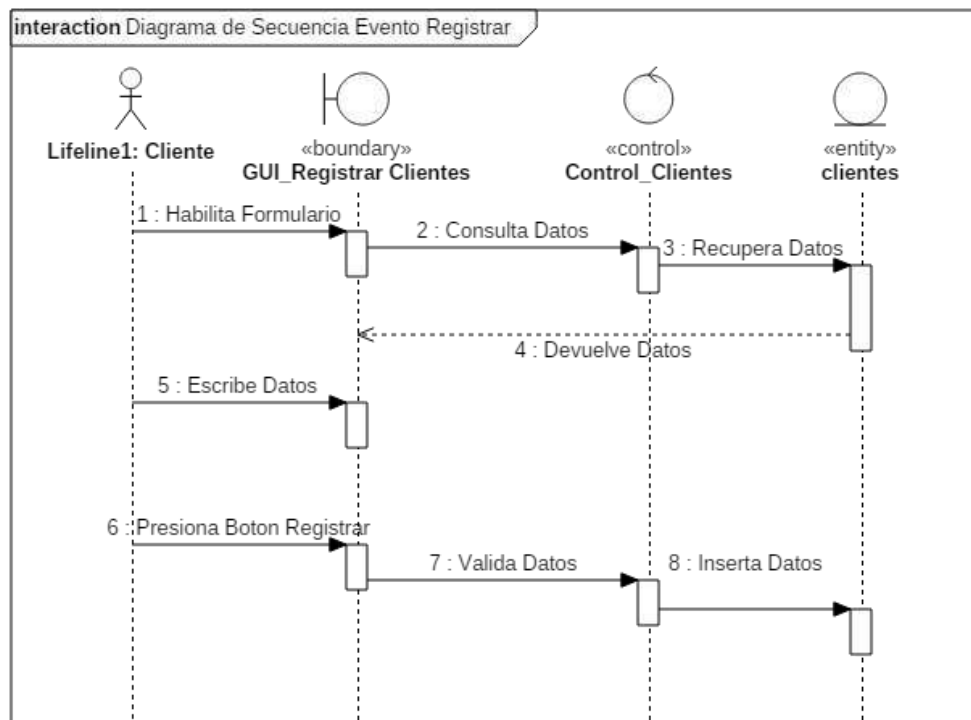 interaction Diagrama de Secuencia Evento Registrar
Lifeline1: Cliente
«boundary»
GUI_Registrar Clientes
«control»
Control_Clientes
«entity»
clientes
1 : Habilita Formulario
2 : Consulta Datos
3 : Recupera Datos
4 : Devuelve Datos
5 : Escribe Datos
6 : Presiona Boton Registrar
7 : Valida Datos
8 : Inserta Datos